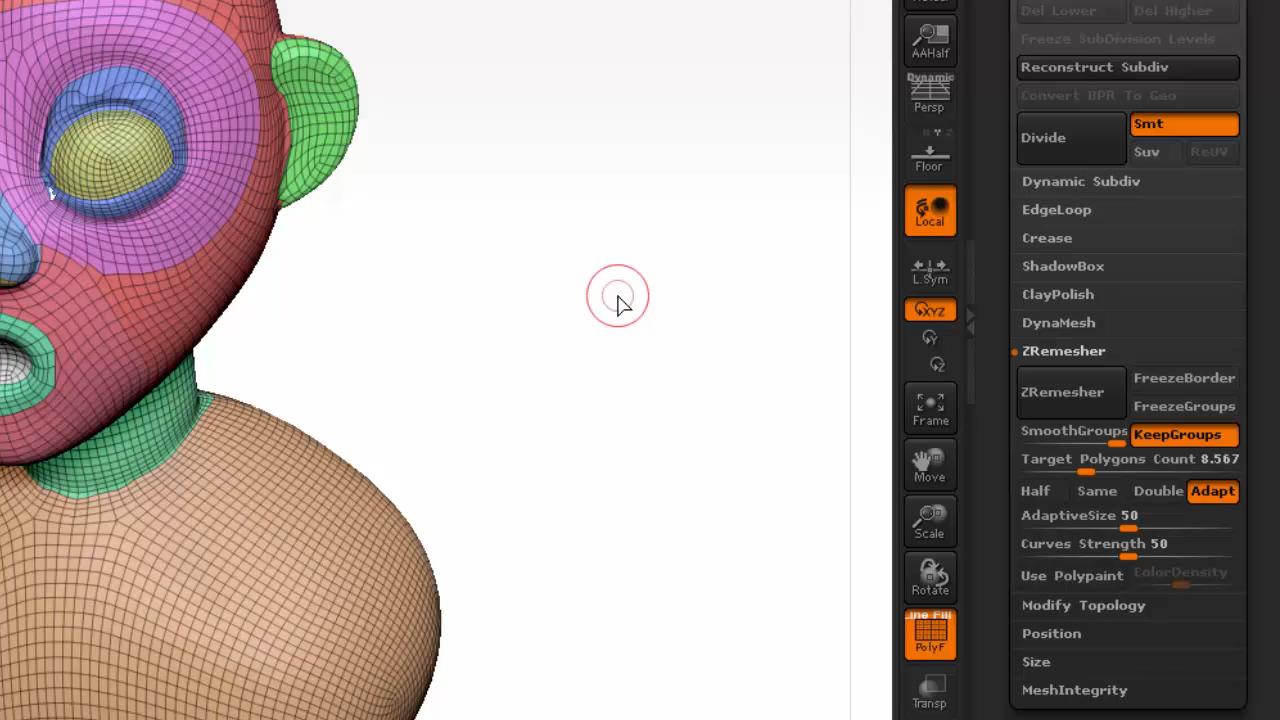 AAHalf
Dynamic
Persp
Floor
Local
L.Sym
XYZ
Y
Z
Frame
Move
Scale
Rotate
Line Fill
PolyF
Transp
Del Lower
Del Higher
Freeze SubDivision Levels
Reconstruct Subdiv
Convert BPR To Geo
Divide
Smt
Suv
ReUV
Dynamic Subdiv
EdgeLoop
Crease
ShadowBox
ClayPolish
DynaMesh
ZRemesher
ZRemesher
FreezeBorder
FreezeGroups
SmoothGroups
KeepGroups
Target Polygons Count 8.567
Half
Same
Double
Adapt
AdaptiveSize 50
Curves Strength 50
Use Polypaint
ColorDensity
Modify Topology
Position
Size
MeshIntegrity